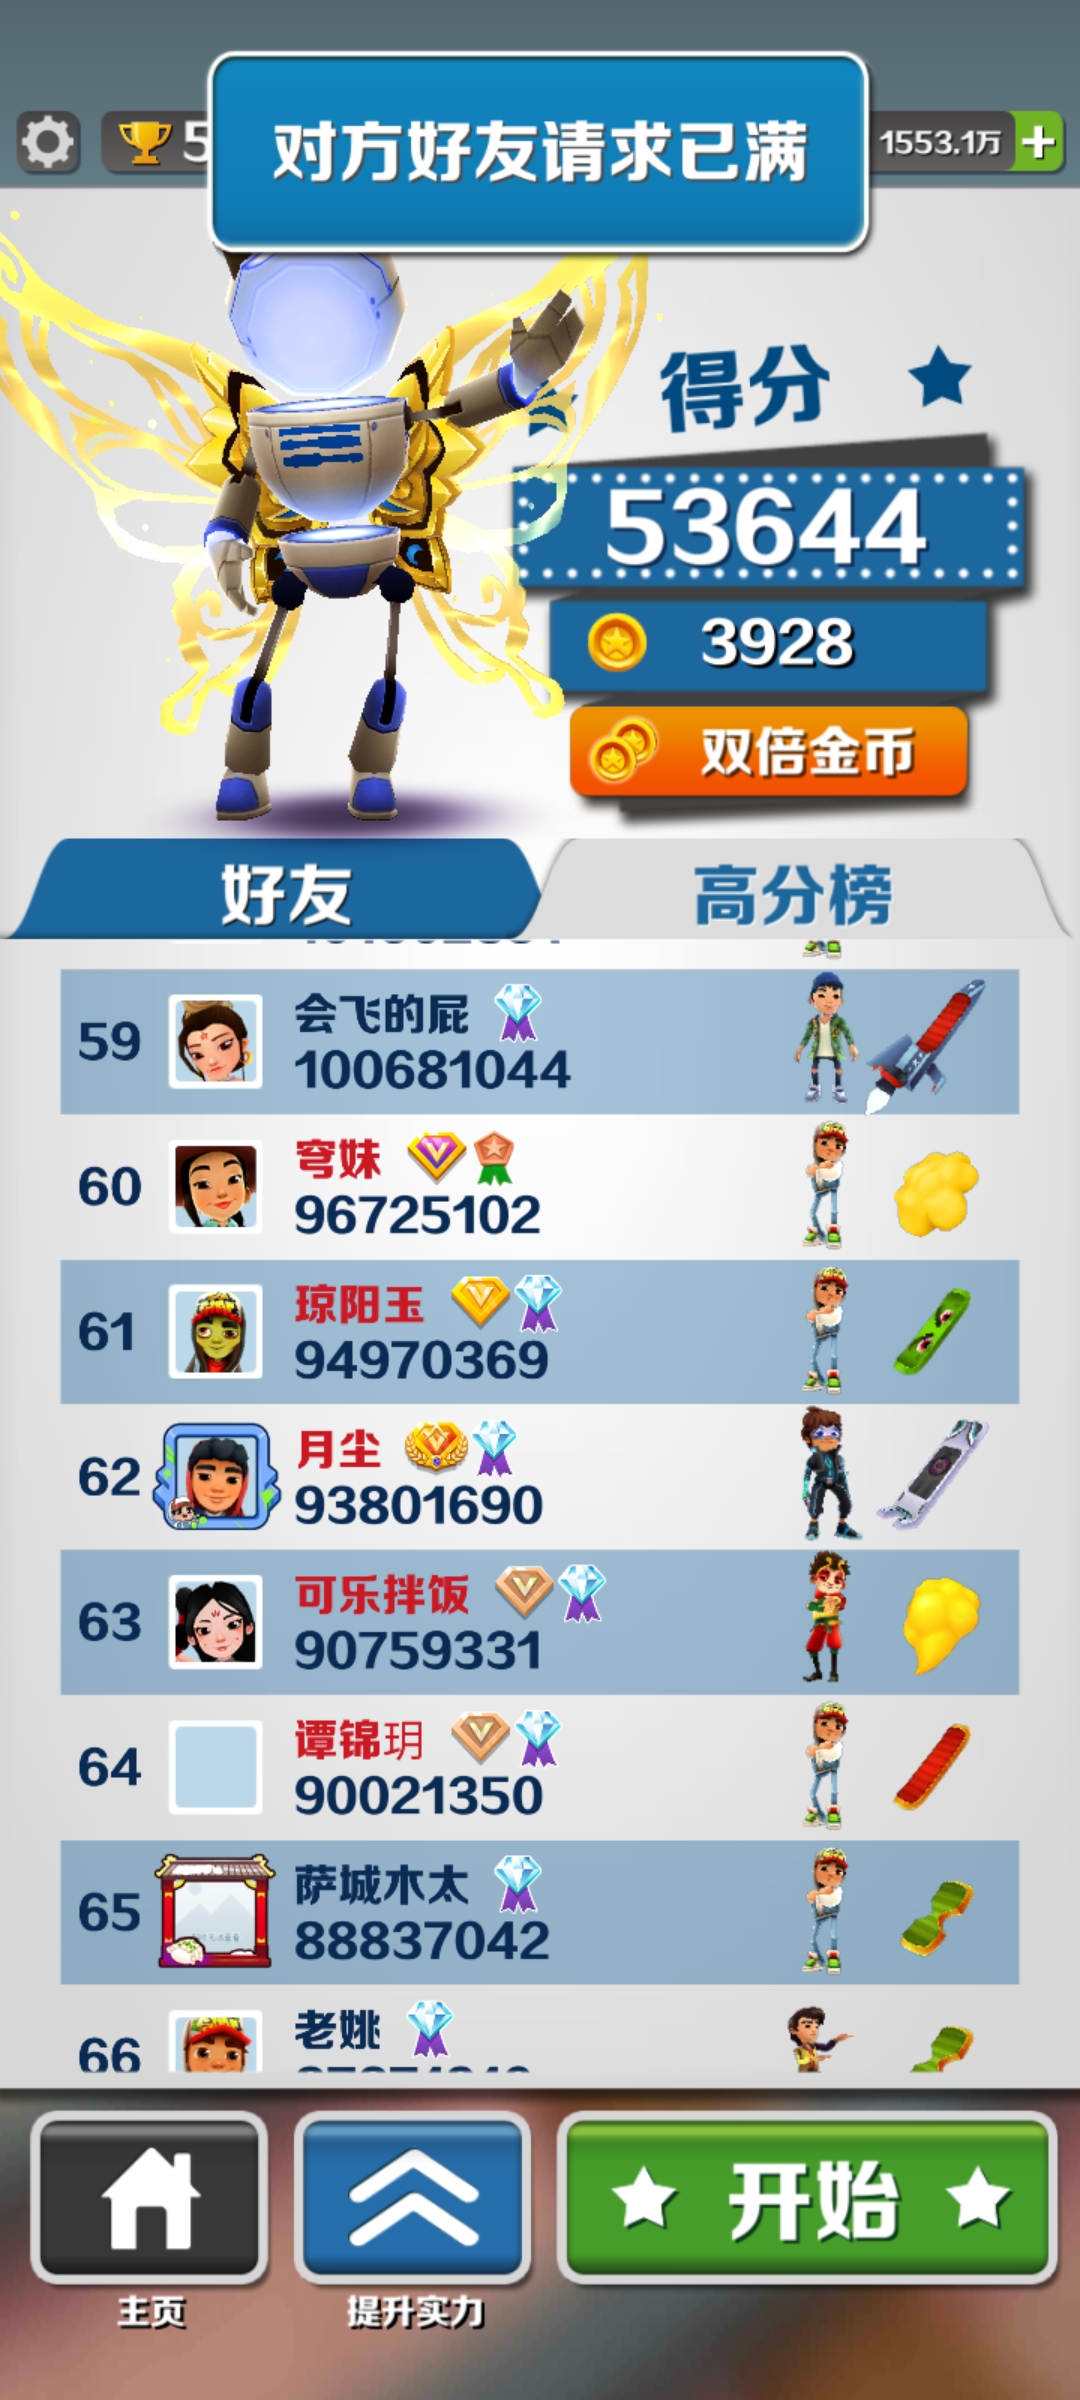 对方好友请求已满
5
1553.1万
得分
53644
3928
双倍金币
好友
高分榜
59
会飞的屁
100681044
60
穹妹
96725102
61
琼阳玉
94970369
62
月尘
93801690
63
可乐拌饭
90759331
64
谭锦玥
90021350
65
萨城木太
88837042
66
老姚
开始
主页
提升实力